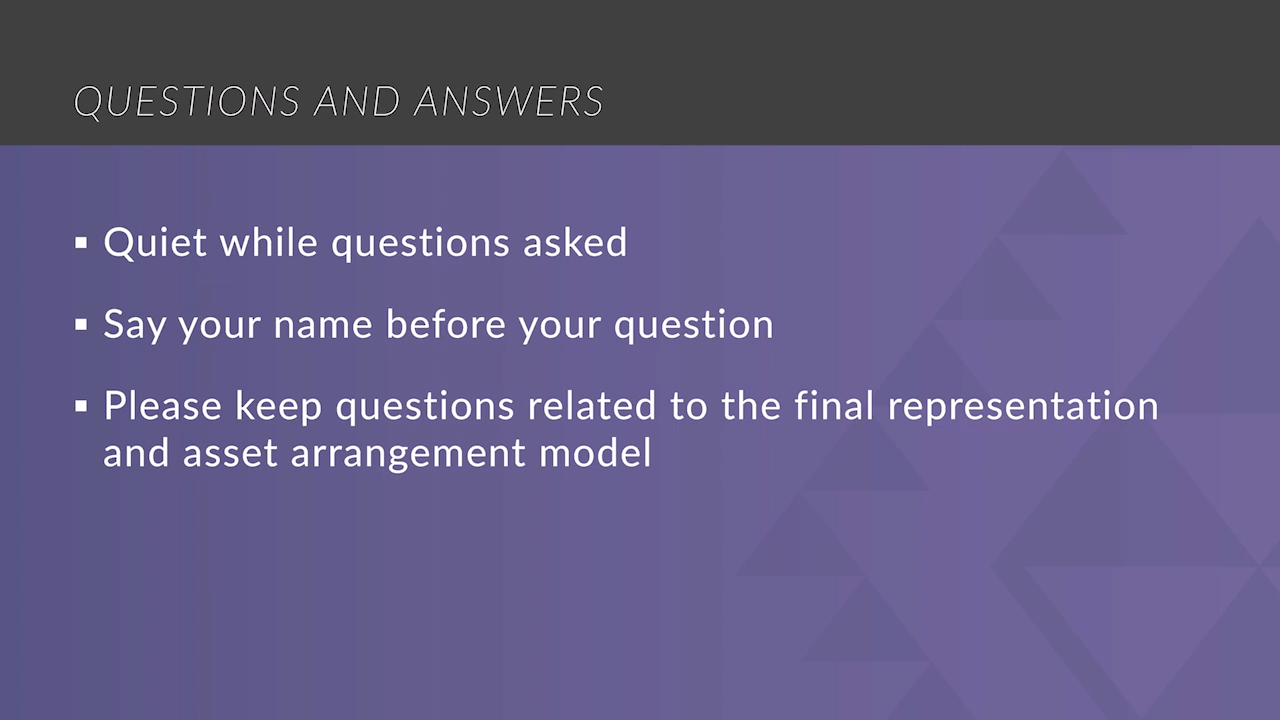 QUESTIONS AND ANSWERS
▪ Quiet while questions asked
▪ Say your name before your question
▪ Please keep questions related to the final representation
and asset arrangement model